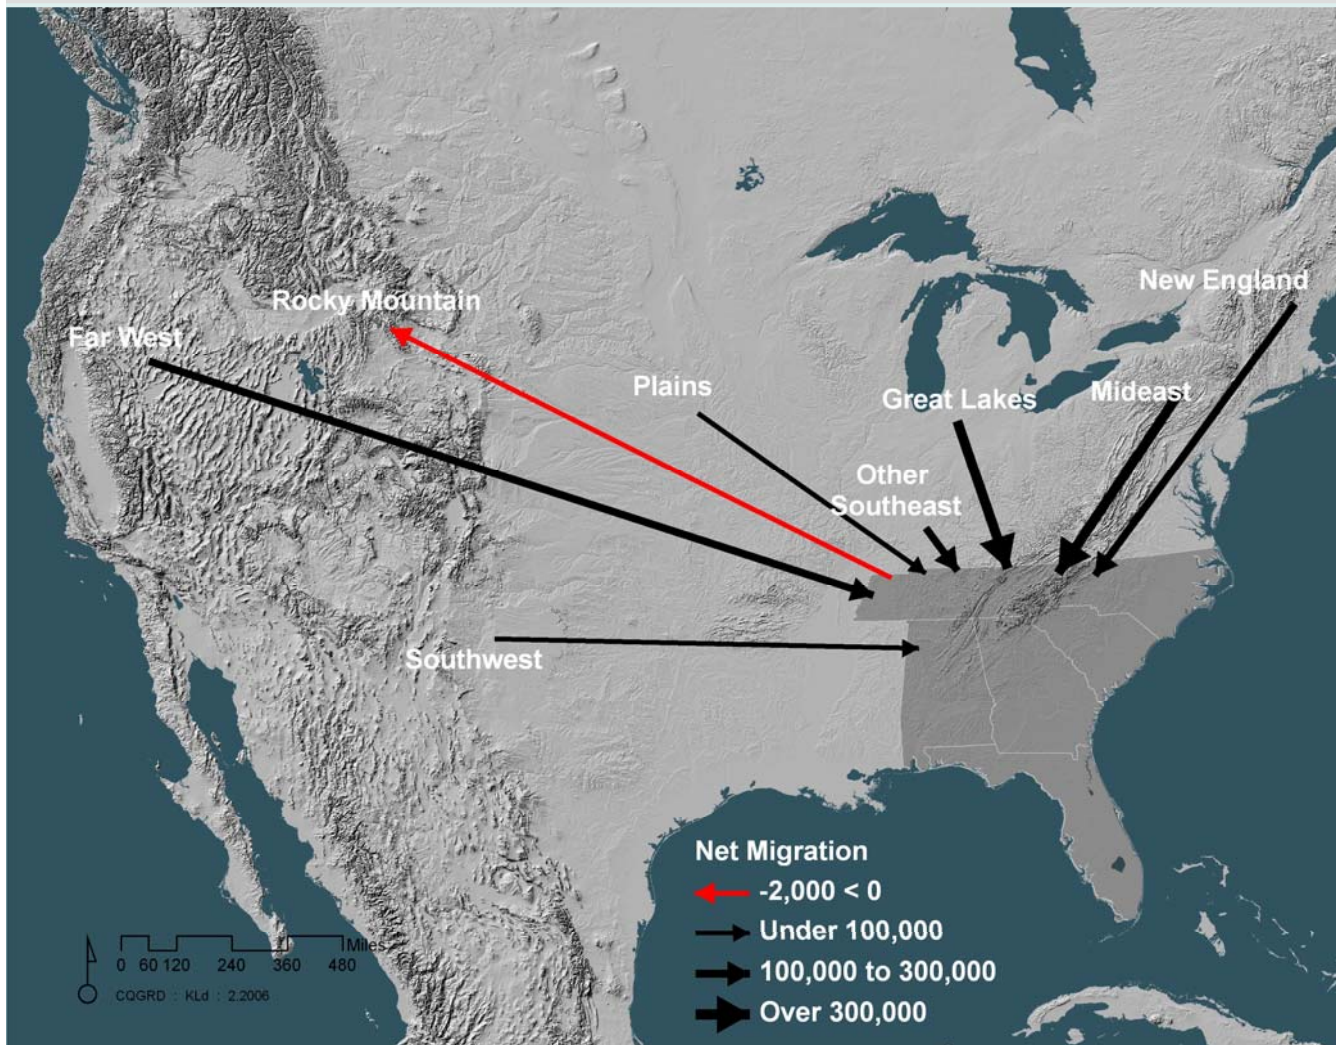 New England
Rocky Mountain
Far West
Plains
Great Lakes
Mideast
Other
Southeast
Southwest
Net Migration
-2,000 < 0
Under 100,000
100,000 to 300,000
Over 300,000
Miles
0 60 120 240 360 480
CQGRD : KLd : 2.2006